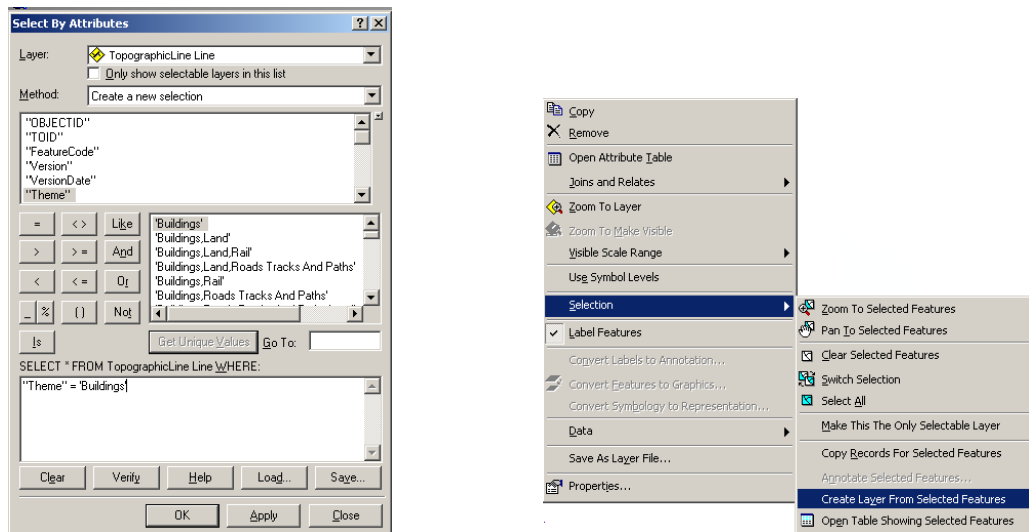 Select By Attributes
Layer: TopographicLine Line
Only show selectable layers in this list
Method: Create a new selection
"OBJECTID"
"TOID"
"FeatureCode"
"Version"
"VersionDate"
"Theme"
= < > Like
> > = And
< < = Or
_ % ( ) Not
Is
'Buildings'
'Buildings,Land'
'Buildings,Land,Rail'
'Buildings,Land,Roads Tracks And Paths'
'Buildings,Rail'
'Buildings,Roads Tracks And Paths'
Get Unique Values Go To:
SELECT * FROM TopographicLine Line WHERE:
"Theme" = 'Buildings'
Clear Verify Help Load... Save...
OK Apply Close
Copy
Remove
Open Attribute Table
Joins and Relates
Zoom To Layer
Zoom To Make Visible
Visible Scale Range
Use Symbol Levels
Selection
Label Features
Convert Labels to Annotation...
Convert Features to Graphics...
Convert Symbology to Representation...
Data
Save As Layer File...
Properties...
Zoom To Selected Features
Pan To Selected Features
Clear Selected Features
Switch Selection
Select All
Make This The Only Selectable Layer
Copy Records For Selected Features
Annotate Selected Features...
Create Layer From Selected Features
Open Table Showing Selected Features